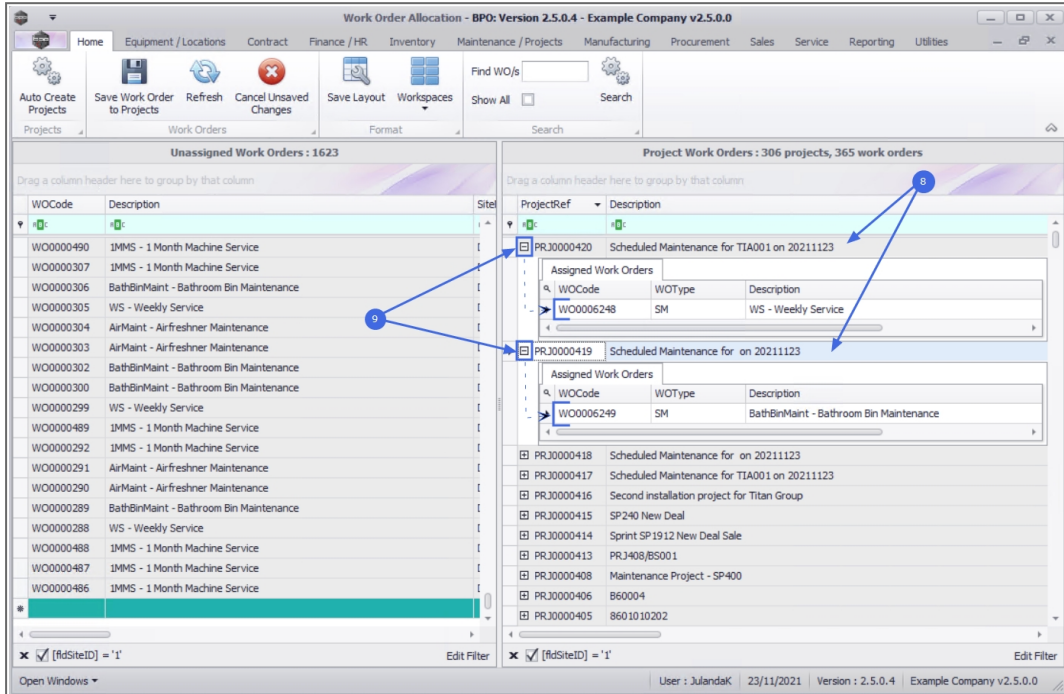 Work Order Allocation - BPO: Version 2.5.0.4 - Example Company v2.5.0.0
Home Equipment / Locations Contract Finance / HR Inventory Maintenance / Projects Manufacturing Procurement Sales Service Reporting Utilities
Auto Create Projects
Save Work Order to Projects
Refresh
Cancel Unsaved Changes
Save Layout
Workspaces
Find WO/s
Show All
Search
Projects
Work Orders
Format
Search
Unassigned Work Orders : 1623
Drag a column header here to group by that column
WOCode Description SiteI
WO0000490 1MMS - 1 Month Machine Service
WO0000307 1MMS - 1 Month Machine Service
WO0000306 BathBinMaint - Bathroom Bin Maintenance
WO0000305 WS - Weekly Service
WO0000304 AirMaint - Airfreshner Maintenance
WO0000303 AirMaint - Airfreshner Maintenance
WO0000302 BathBinMaint - Bathroom Bin Maintenance
WO0000300 BathBinMaint - Bathroom Bin Maintenance
WO0000299 WS - Weekly Service
WO0000489 1MMS - 1 Month Machine Service
WO0000292 1MMS - 1 Month Machine Service
WO0000291 AirMaint - Airfreshner Maintenance
WO0000290 AirMaint - Airfreshner Maintenance
WO0000289 BathBinMaint - Bathroom Bin Maintenance
WO0000288 WS - Weekly Service
WO0000488 1MMS - 1 Month Machine Service
WO0000487 1MMS - 1 Month Machine Service
WO0000486 1MMS - 1 Month Machine Service
[fldSiteID] = '1' Edit Filter
9
Project Work Orders : 306 projects, 365 work orders
Drag a column header here to group by that column
8
ProjectRef Description
PRJ0000420 Scheduled Maintenance for TIA001 on 20211123
Assigned Work Orders
WOCode WOType Description
WO0006248 SM WS - Weekly Service
PRJ0000419 Scheduled Maintenance for on 20211123
Assigned Work Orders
WOCode WOType Description
WO0006249 SM BathBinMaint - Bathroom Bin Maintenance
PRJ0000418 Scheduled Maintenance for on 20211123
PRJ0000417 Scheduled Maintenance for TIA001 on 20211123
PRJ0000416 Second installation project for Titan Group
PRJ0000415 SP240 New Deal
PRJ0000414 Sprint SP1912 New Deal Sale
PRJ0000413 PRJ408/BS001
PRJ0000408 Maintenance Project - SP400
PRJ0000406 B60004
PRJ0000405 8601010202
[fldSiteID] = '1' Edit Filter
Open Windows User : JulandaK 23/11/2021 Version : 2.5.0.4 Example Company v2.5.0.0